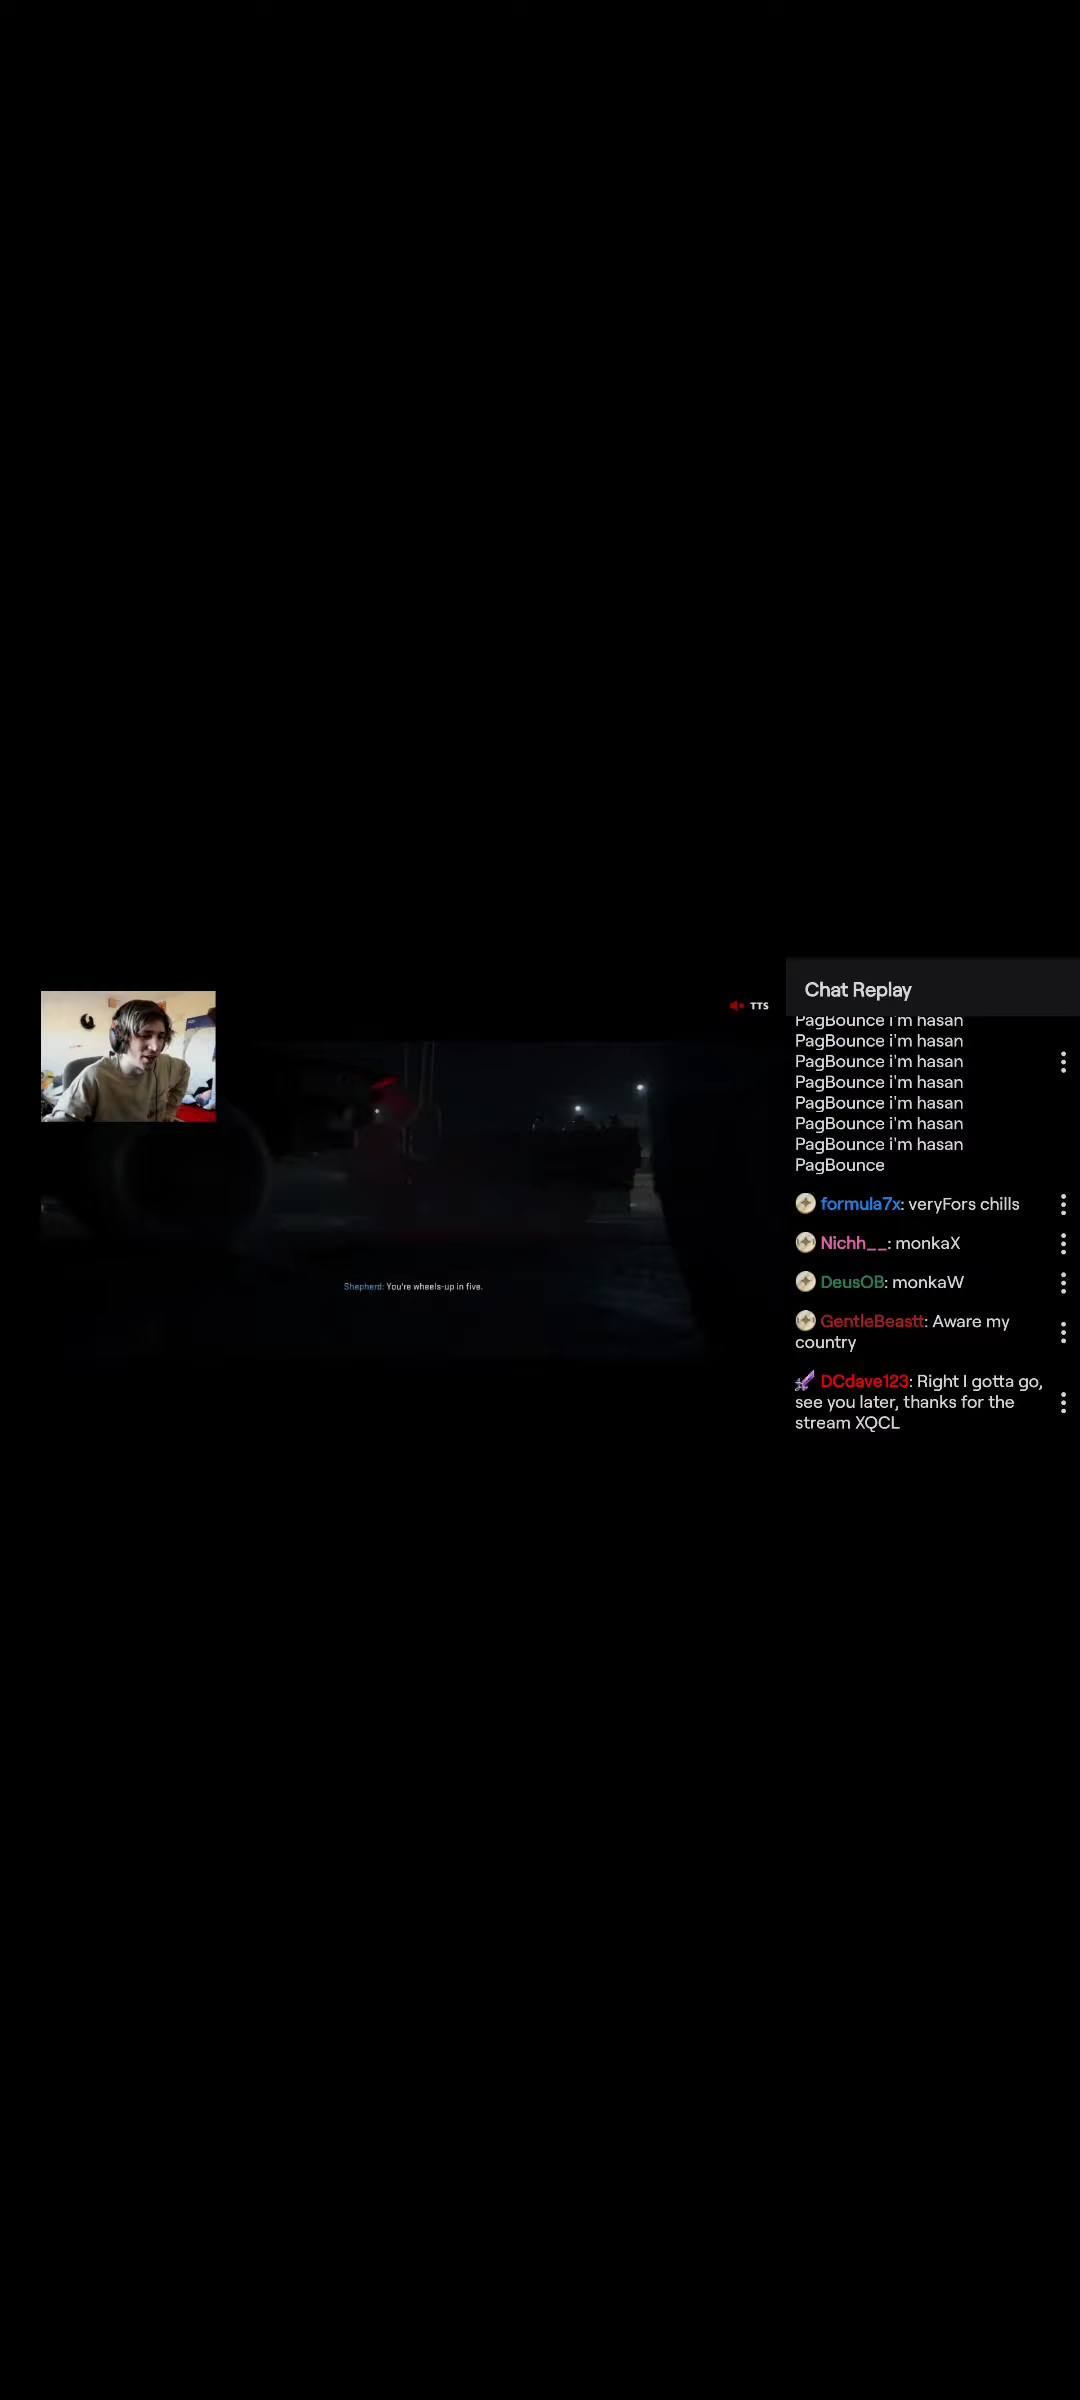 TTS
Shepherd: You're wheels-up in five.
Chat Replay
PagBounce i'm hasan
PagBounce i'm hasan
PagBounce i'm hasan
PagBounce i'm hasan
PagBounce i'm hasan
PagBounce i'm hasan
PagBounce i'm hasan
PagBounce
formula7x: veryFors chills
Nichh__: monkaX
DeusOB: monkaW
GentleBeastt: Aware my
country
DCdave123: Right I gotta go,
see you later, thanks for the
stream XQCL